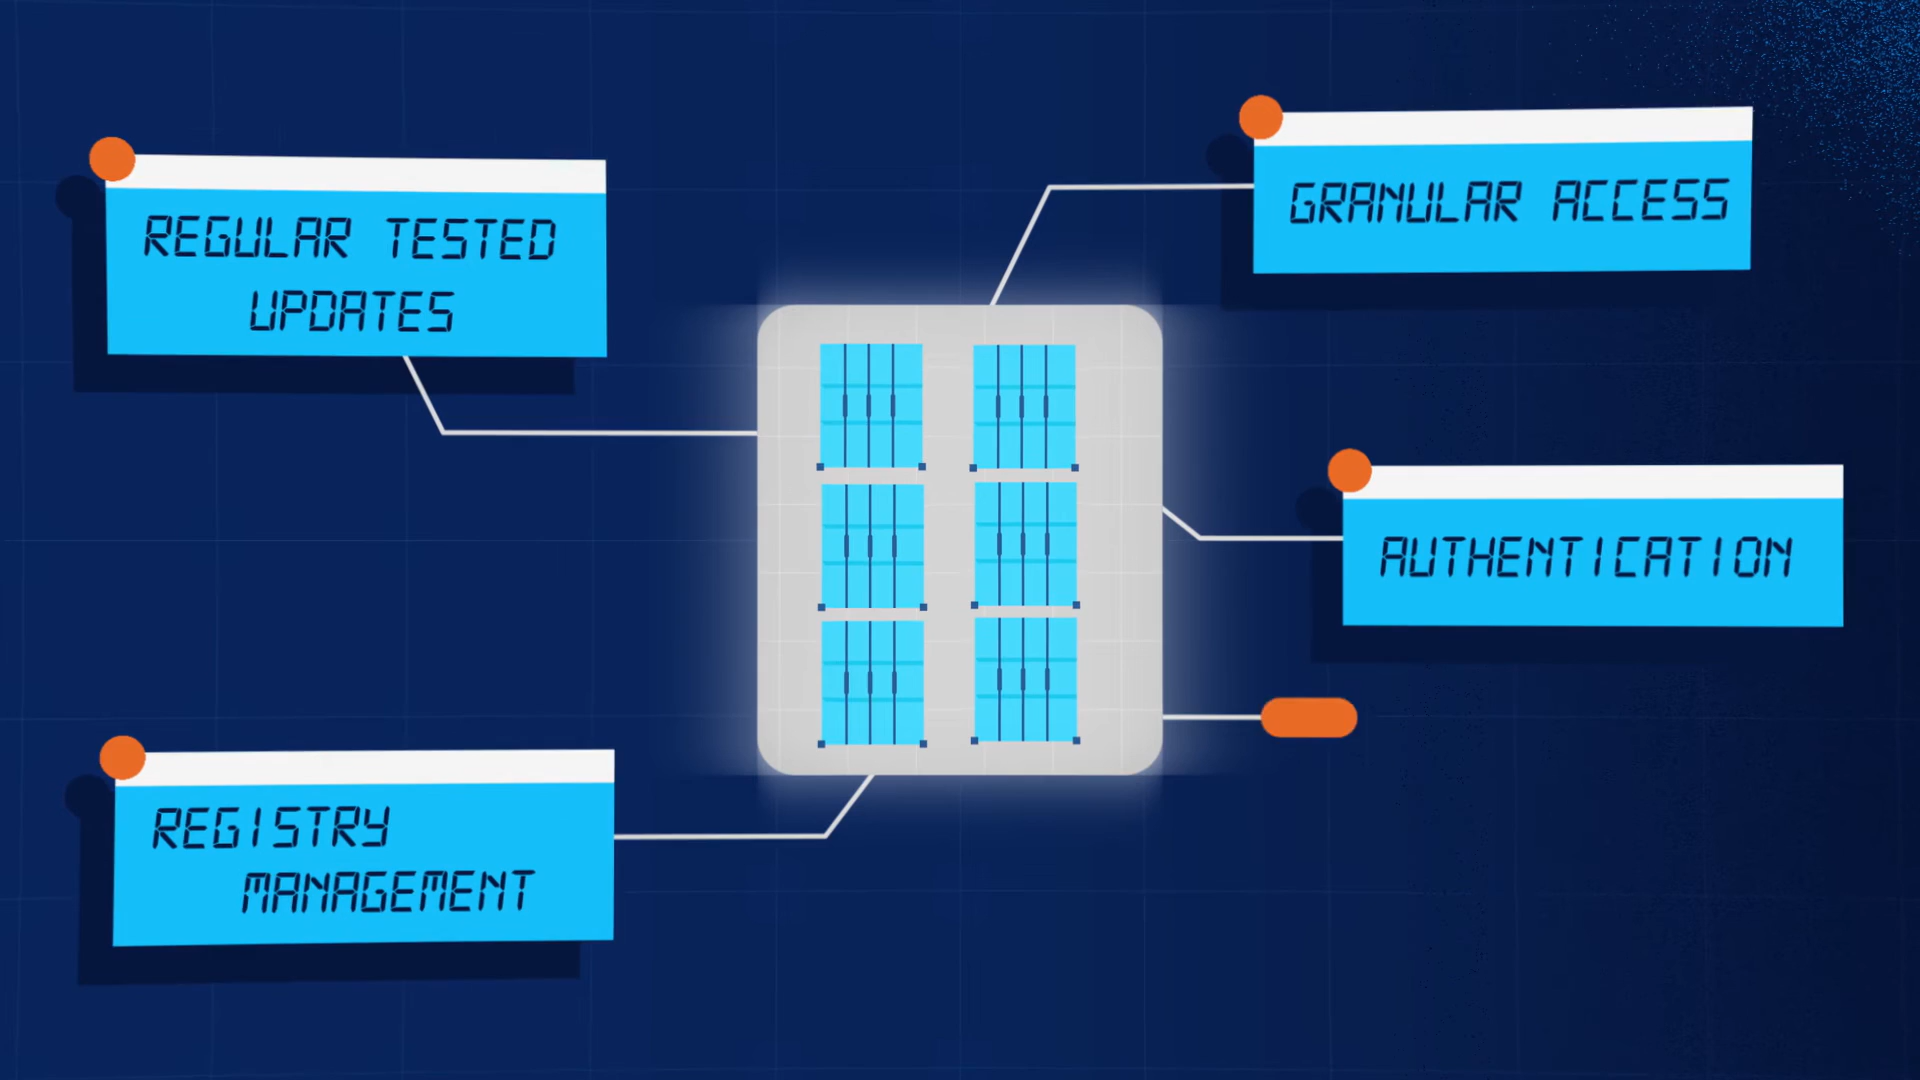 REGULAR TESTED
UPDATES
GRANULAR ACCESS
AUTHENTICATION
REGISTRY
MANAGEMENT